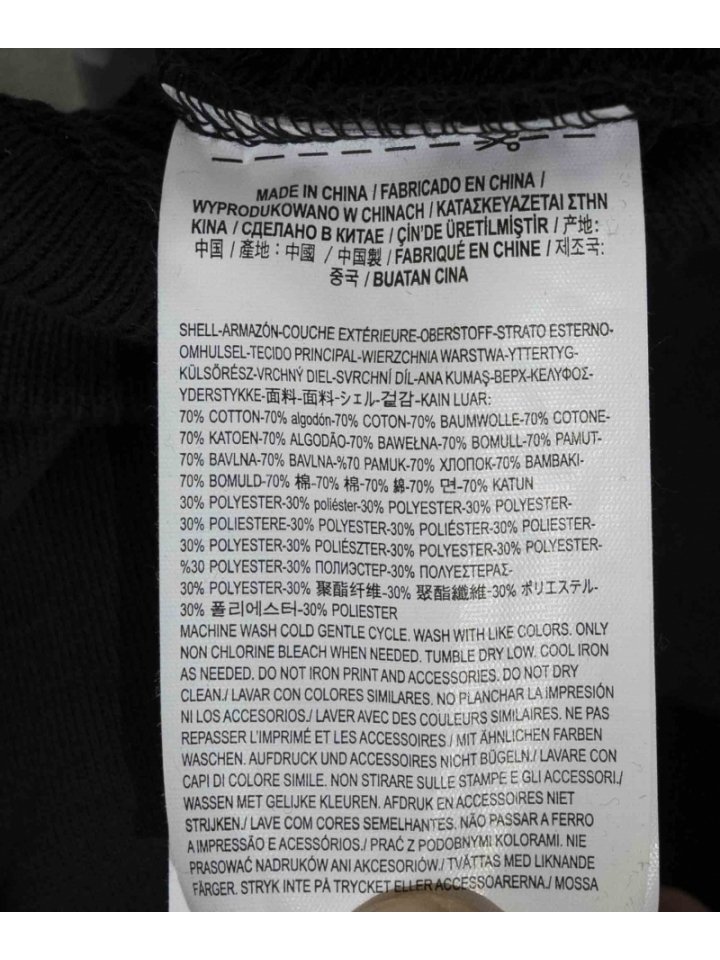 MADE IN CHINA / FABRICADO EN CHINA /
WYPRODUKOWANO W CHINACH / ΚΑΤΑΣΚΕΥΑΖΕΤΑΙ ΣΤΗΝ
ΚΙΝΑ / СДЕЛАНО В КИТАЕ / ÇİN'DE ÜRETİLMİŞTİR / 产地:
中国 / 產地：中國 / 中国製 / FABRIQUÉ EN CHINE / 제조국:
중국 / BUATAN CINA
SHELL-ARMAZÓN-COUCHE EXTÉRIEURE-OBERSTOFF-STRATO ESTERNO-
OMHULSEL-TECIDO PRINCIPAL-WIERZCHNIA WARSTWA-YTTERTYG-
KÜLSŐRÉSZ-VRCHNÝ DIEL-SVRCHNÍ DÍL-ANA KUMAŞ-ВЕРХ-ΚΕΛΥΦΟΣ-
YDERSTYKKE-面料-面料-シェル-겉감-KAIN LUAR:
70% COTTON-70% algodón-70% COTON-70% BAUMWOLLE-70% COTONE-
70% KATOEN-70% ALGODÃO-70% BAWEŁNA-70% BOMULL-70% PAMUT-
70% BAVLNA-70% BAVLNA-%70 PAMUK-70% ХЛОПОК-70% ΒΑΜΒΑΚΙ-
70% BOMULD-70% 棉-70% 棉-70% 綿-70% 면-70% KATUN
30% POLYESTER-30% poliéster-30% POLYESTER-30% POLYESTER-
30% POLIESTERE-30% POLYESTER-30% POLIÉSTER-30% POLIESTER-
30% POLYESTER-30% POLIÉSZTER-30% POLYESTER-30% POLYESTER-
%30 POLYESTER-30% ПОЛИЭСТЕР-30% ΠΟΛΥΕΣΤΕΡΑΣ-
30% POLYESTER-30% 聚酯纤维-30% 聚酯纖維-30% ポリエステル-
30% 폴리에스터-30% POLIESTER
MACHINE WASH COLD GENTLE CYCLE. WASH WITH LIKE COLORS. ONLY
NON CHLORINE BLEACH WHEN NEEDED. TUMBLE DRY LOW. COOL IRON
AS NEEDED. DO NOT IRON PRINT AND ACCESSORIES. DO NOT DRY
CLEAN./ LAVAR CON COLORES SIMILARES. NO PLANCHAR LA IMPRESIÓN
NI LOS ACCESORIOS./ LAVER AVEC DES COULEURS SIMILAIRES. NE PAS
REPASSER L'IMPRIMÉ ET LES ACCESSOIRES./ MIT ÄHNLICHEN FARBEN
WASCHEN. AUFDRUCK UND ACCESSOIRES NICHT BÜGELN./ LAVARE CON
CAPI DI COLORE SIMILE. NON STIRARE SULLE STAMPE E GLI ACCESSORI./
WASSEN MET GELIJKE KLEUREN. AFDRUK EN ACCESSOIRES NIET
STRIJKEN./ LAVE COM CORES SEMELHANTES. NÃO PASSAR A FERRO
A IMPRESSÃO E ACESSÓRIOS./ PRAĆ Z PODOBNYMI KOLORAMI. NIE
PRASOWAĆ NADRUKÓW ANI AKCESORIÓW./ TVÄTTAS MED LIKNANDE
FÄRGER. STRYK INTE PÅ TRYCKET ELLER ACCESSOARERNA./ MOSSA